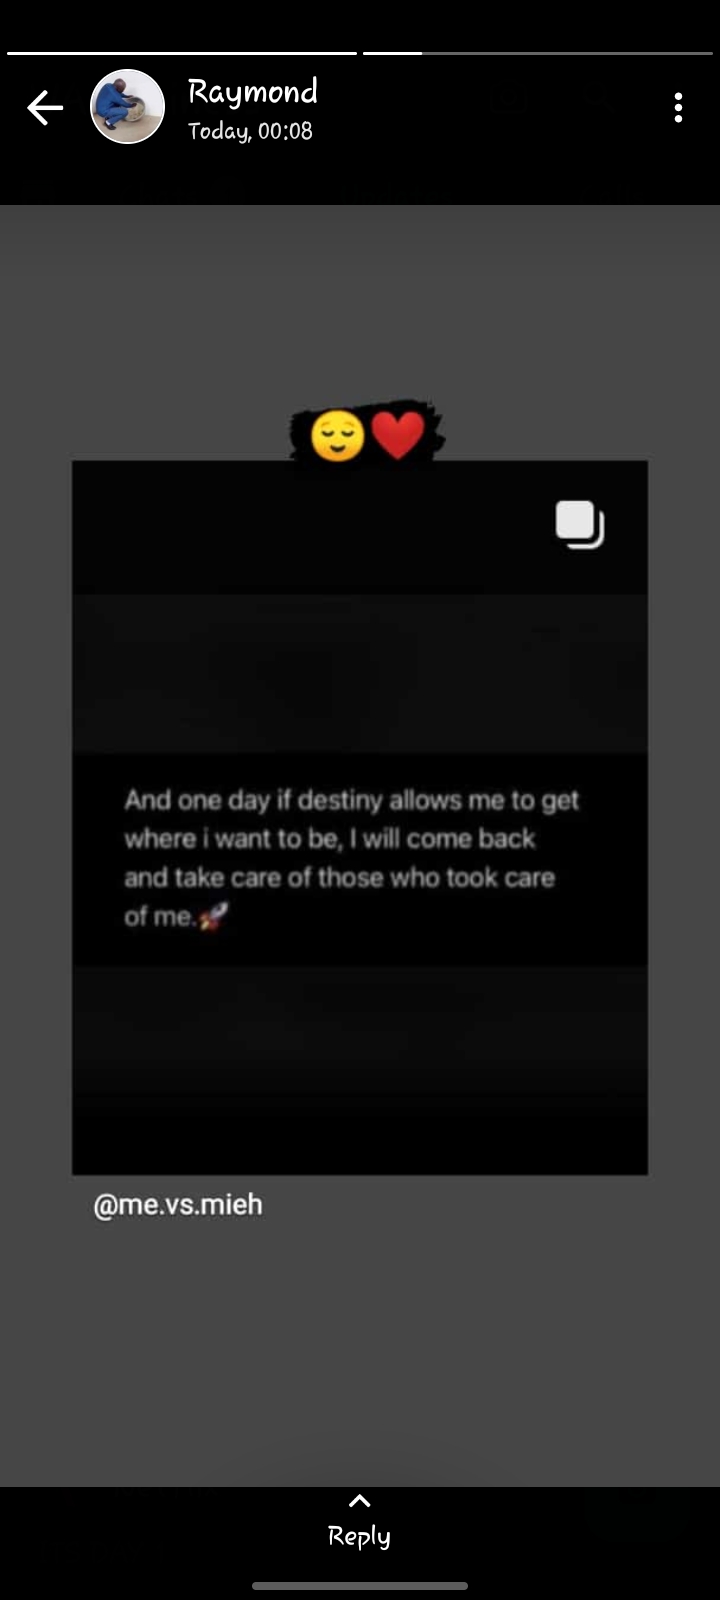 Raymond
Today, 00:08
😌❤️
And one day if destiny allows me to get
where i want to be, I will come back
and take care of those who took care
of me.🚀
@me.vs.mieh
Reply